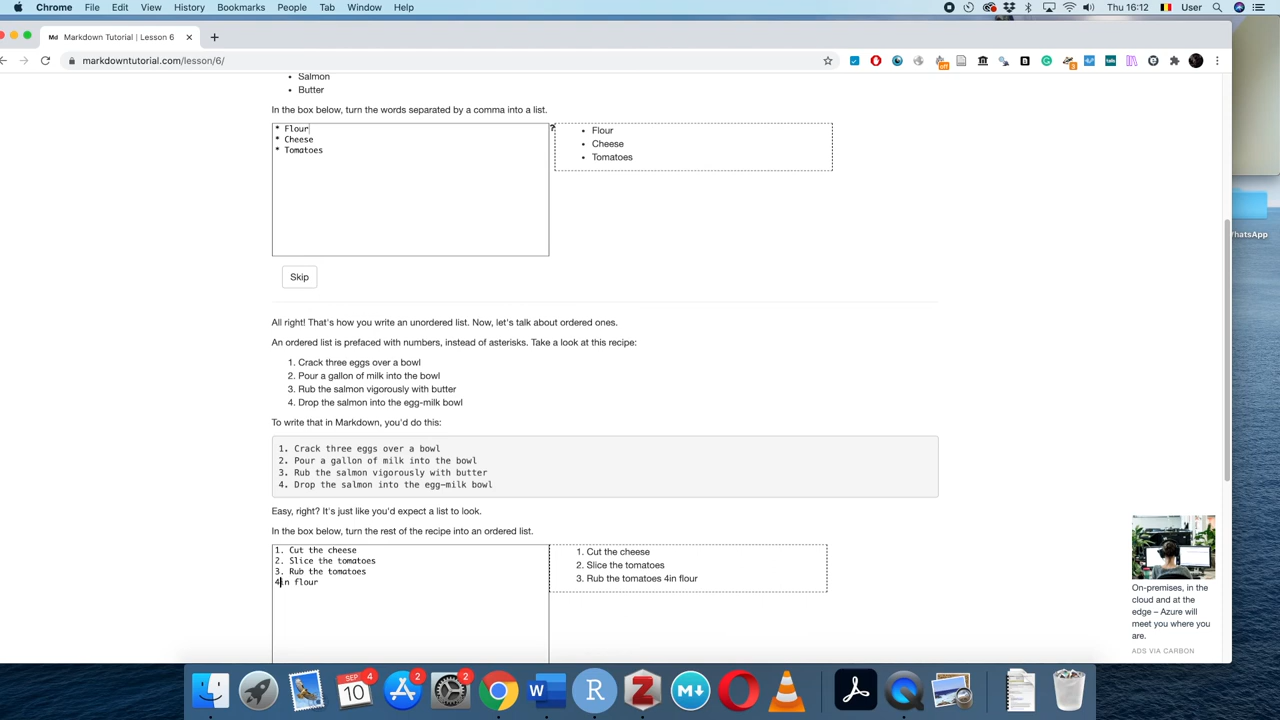 Chrome File Edit View History Bookmarks People Tab Window Help Thu 16:12 User
Md Markdown Tutorial | Lesson 6
markdowntutorial.com/lesson/6/
off
3
talk
Salmon
Butter
In the box below, turn the words separated by a comma into a list.
* Flour
* Cheese
* Tomatoes
?
Flour
Cheese
Tomatoes
WhatsApp
Skip
All right! That's how you write an unordered list. Now, let's talk about ordered ones.
An ordered list is prefaced with numbers, instead of asterisks. Take a look at this recipe:
1. Crack three eggs over a bowl
2. Pour a gallon of milk into the bowl
3. Rub the salmon vigorously with butter
4. Drop the salmon into the egg-milk bowl
To write that in Markdown, you'd do this:
1. Crack three eggs over a bowl
2. Pour a gallon of milk into the bowl
3. Rub the salmon vigorously with butter
4. Drop the salmon into the egg-milk bowl
Easy, right? It's just like you'd expect a list to look.
In the box below, turn the rest of the recipe into an ordered list.
1. Cut the cheese
2. Slice the tomatoes
3. Rub the tomatoes
4in flour
1. Cut the cheese
2. Slice the tomatoes
3. Rub the tomatoes 4in flour
On-premises, in the
cloud and at the
edge – Azure will
meet you where you
are.
ADS VIA CARBON
SEP
10
4
2
2
W
R
Z
M